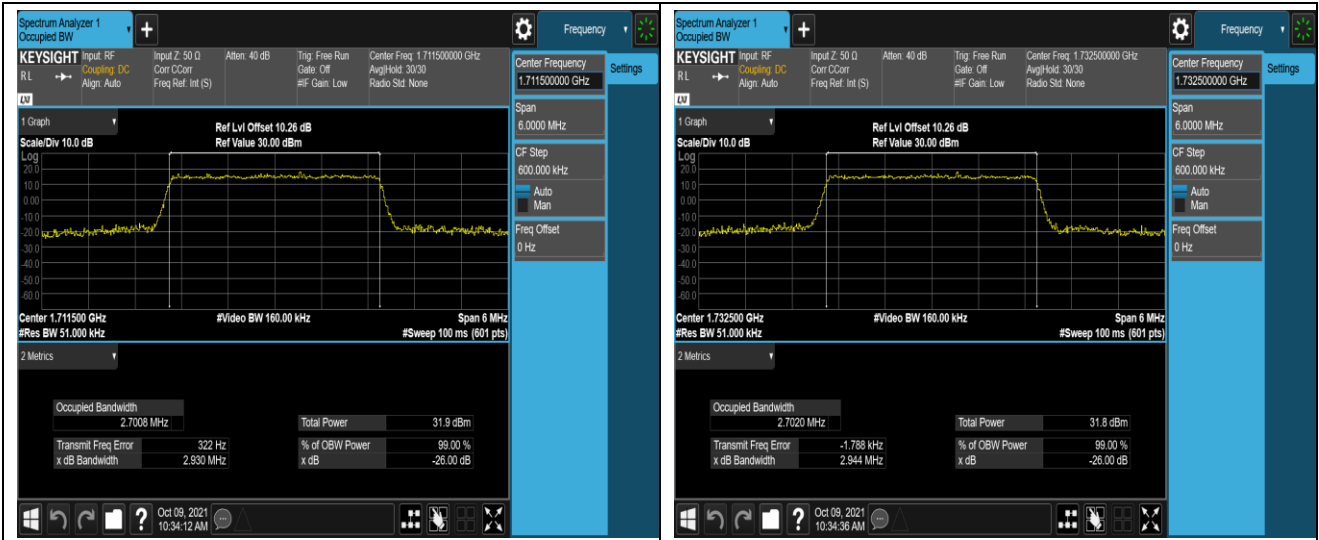 Spectrum Analyzer 1
Occupied BW
+
Frequency
KEYSIGHT
RL
LXI
Input: RF
Coupling: DC
Align: Auto
Input Z: 50 Ω
Corr CCorr
Freq Ref: Int (S)
Atten: 40 dB
Trig: Free Run
Gate: Off
#IF Gain: Low
Center Freq: 1.711500000 GHz
Avg|Hold: 30/30
Radio Std: None
Center Frequency
1.711500000 GHz
Settings
Span
6.0000 MHz
CF Step
600.000 kHz
Auto
Man
Freq Offset
0 Hz
1 Graph
Scale/Div 10.0 dB
Ref Lvl Offset 10.26 dB
Ref Value 30.00 dBm
Log
20.0
10.0
0.00
-10.0
-20.0
-30.0
-40.0
-50.0
-60.0
Center 1.711500 GHz
#Video BW 160.00 kHz
Span 6 MHz
#Res BW 51.000 kHz
#Sweep 100 ms (601 pts)
2 Metrics
Occupied Bandwidth
2.7008 MHz
Total Power 31.9 dBm
Transmit Freq Error 322 Hz
% of OBW Power 99.00 %
x dB Bandwidth 2.930 MHz
x dB -26.00 dB
?
Oct 09, 2021
10:34:12 AM
Spectrum Analyzer 1
Occupied BW
+
Frequency
KEYSIGHT
RL
LXI
Input: RF
Coupling: DC
Align: Auto
Input Z: 50 Ω
Corr CCorr
Freq Ref: Int (S)
Atten: 40 dB
Trig: Free Run
Gate: Off
#IF Gain: Low
Center Freq: 1.732500000 GHz
Avg|Hold: 30/30
Radio Std: None
Center Frequency
1.732500000 GHz
Settings
Span
6.0000 MHz
CF Step
600.000 kHz
Auto
Man
Freq Offset
0 Hz
1 Graph
Scale/Div 10.0 dB
Ref Lvl Offset 10.26 dB
Ref Value 30.00 dBm
Log
20.0
10.0
0.00
-10.0
-20.0
-30.0
-40.0
-50.0
-60.0
Center 1.732500 GHz
#Video BW 160.00 kHz
Span 6 MHz
#Res BW 51.000 kHz
#Sweep 100 ms (601 pts)
2 Metrics
Occupied Bandwidth
2.7020 MHz
Total Power 31.8 dBm
Transmit Freq Error -1.788 kHz
% of OBW Power 99.00 %
x dB Bandwidth 2.944 MHz
x dB -26.00 dB
?
Oct 09, 2021
10:34:36 AM